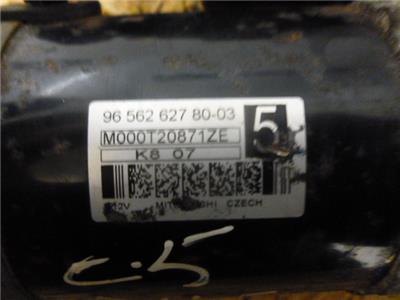 96 562 627 80-03
5
M000T20871ZE
K8 07
12V CZECH
C-5